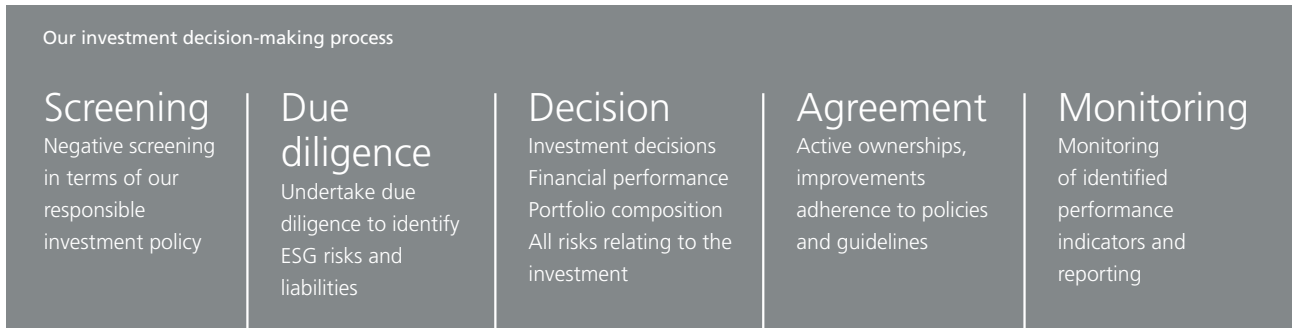 Our investment decision-making process
Screening
Negative screening
in terms of our
responsible
investment policy
Due
diligence
Undertake due
diligence to identify
ESG risks and
liabilities
Decision
Investment decisions
Financial performance
Portfolio composition
All risks relating to the
investment
Agreement
Active ownerships,
improvements
adherence to policies
and guidelines
Monitoring
Monitoring
of identified
performance
indicators and
reporting